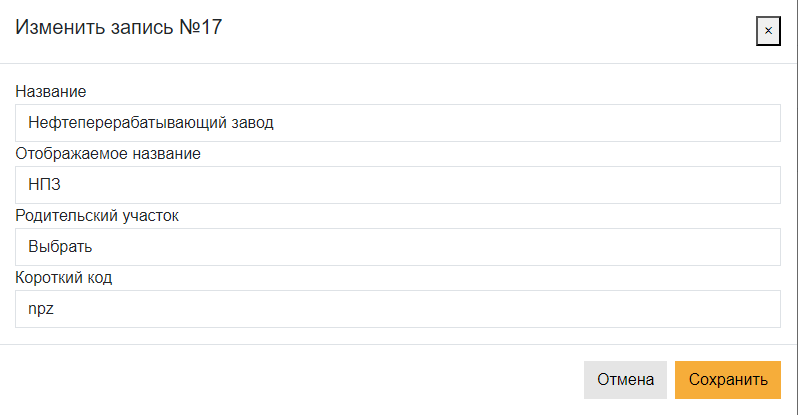 Изменить запись №17
×
Название
Нефтеперерабатывающий завод
Отображаемое название
НПЗ
Родительский участок
Выбрать
Короткий код
npz
Отмена
Сохранить